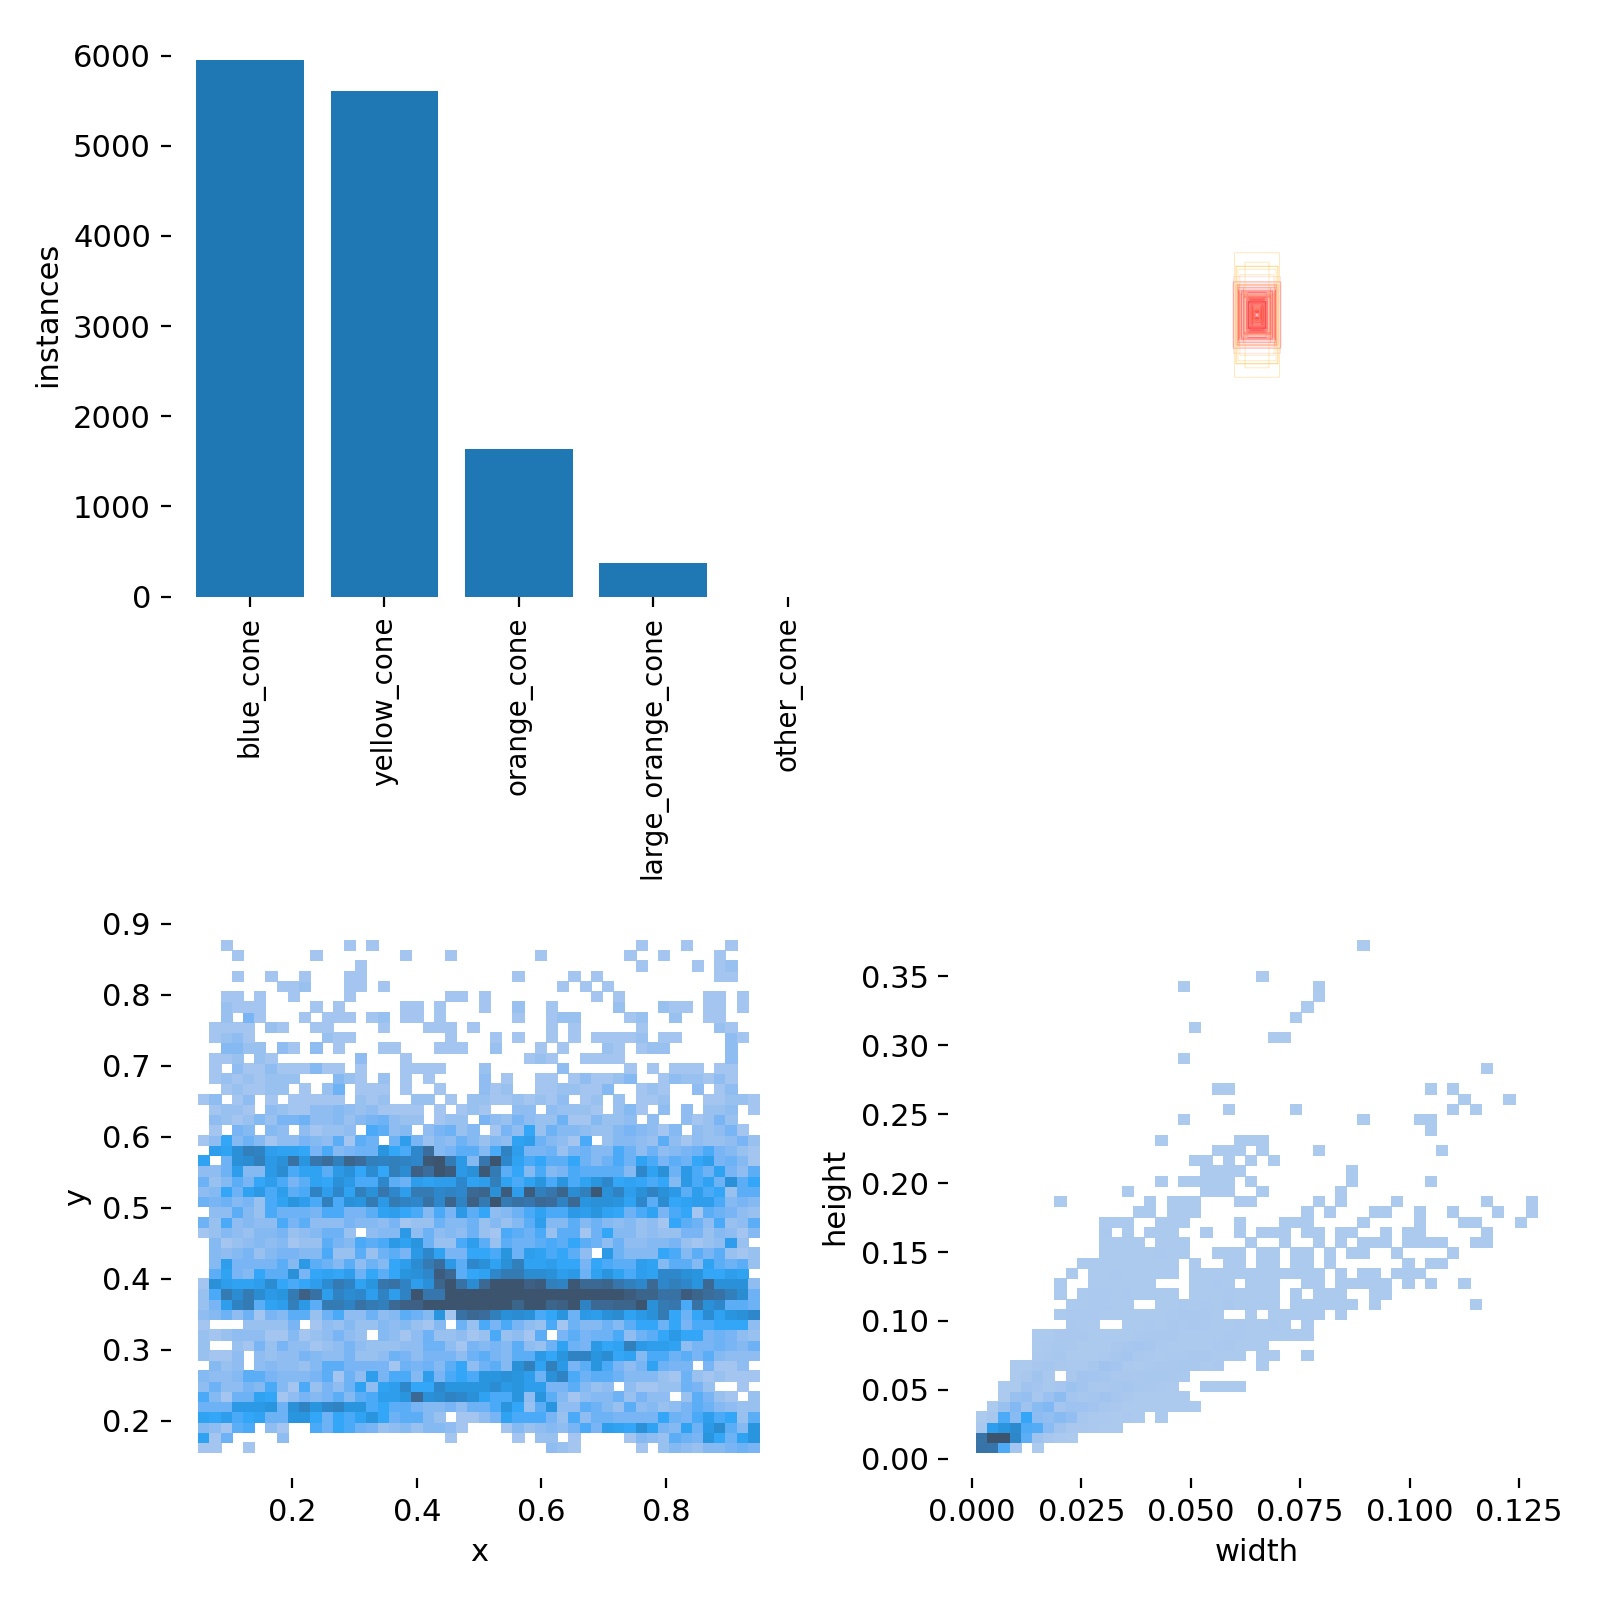 6000
5000
4000
3000
2000
1000
0
instances
blue_cone
yellow_cone
orange_cone
large_orange_cone
other_cone
0.9
0.8
0.7
0.6
0.5
0.4
0.3
0.2
y
0.2 0.4 0.6 0.8
x
0.35
0.30
0.25
0.20
0.15
0.10
0.05
0.00
height
0.000 0.025 0.050 0.075 0.100 0.125
width